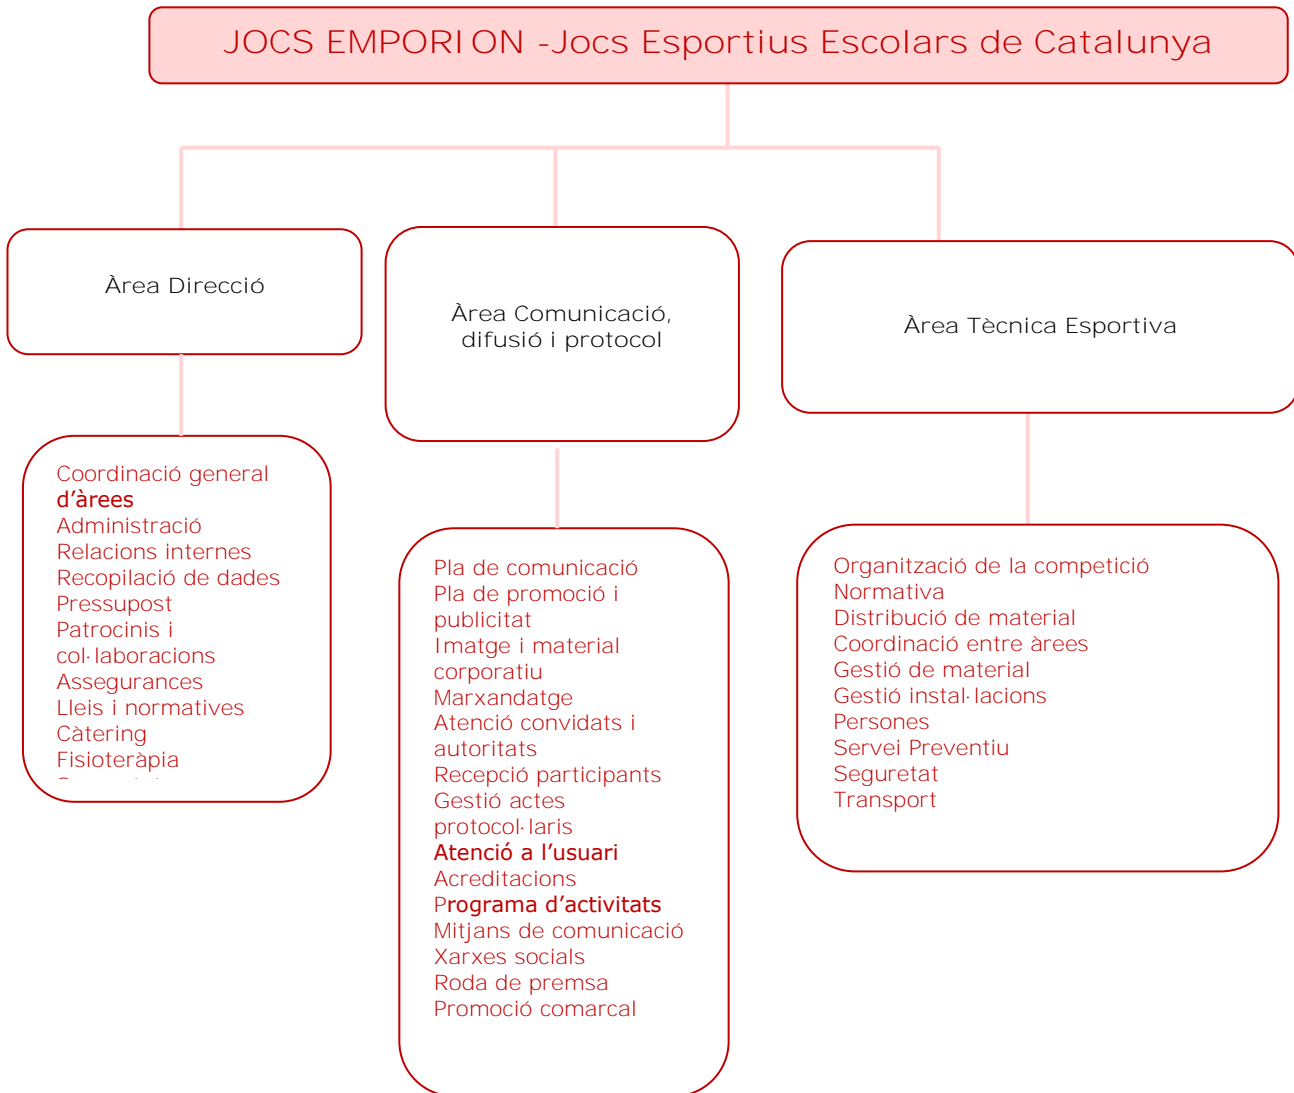 JOCS EMPORION -Jocs Esportius Escolars de Catalunya
Àrea Direcció
Àrea Comunicació,
difusió i protocol
Àrea Tècnica Esportiva
Coordinació general
d’àrees
Administració
Relacions internes
Recopilació de dades
Pressupost
Patrocinis i
col·laboracions
Assegurances
Lleis i normatives
Càtering
Fisioteràpia
Pla de comunicació
Pla de promoció i
publicitat
Imatge i material
corporatiu
Marxandatge
Atenció convidats i
autoritats
Recepció participants
Gestió actes
protocol·laris
Atenció a l’usuari
Acreditacions
Programa d’activitats
Mitjans de comunicació
Xarxes socials
Roda de premsa
Promoció comarcal
Organització de la competició
Normativa
Distribució de material
Coordinació entre àrees
Gestió de material
Gestió instal·lacions
Persones
Servei Preventiu
Seguretat
Transport